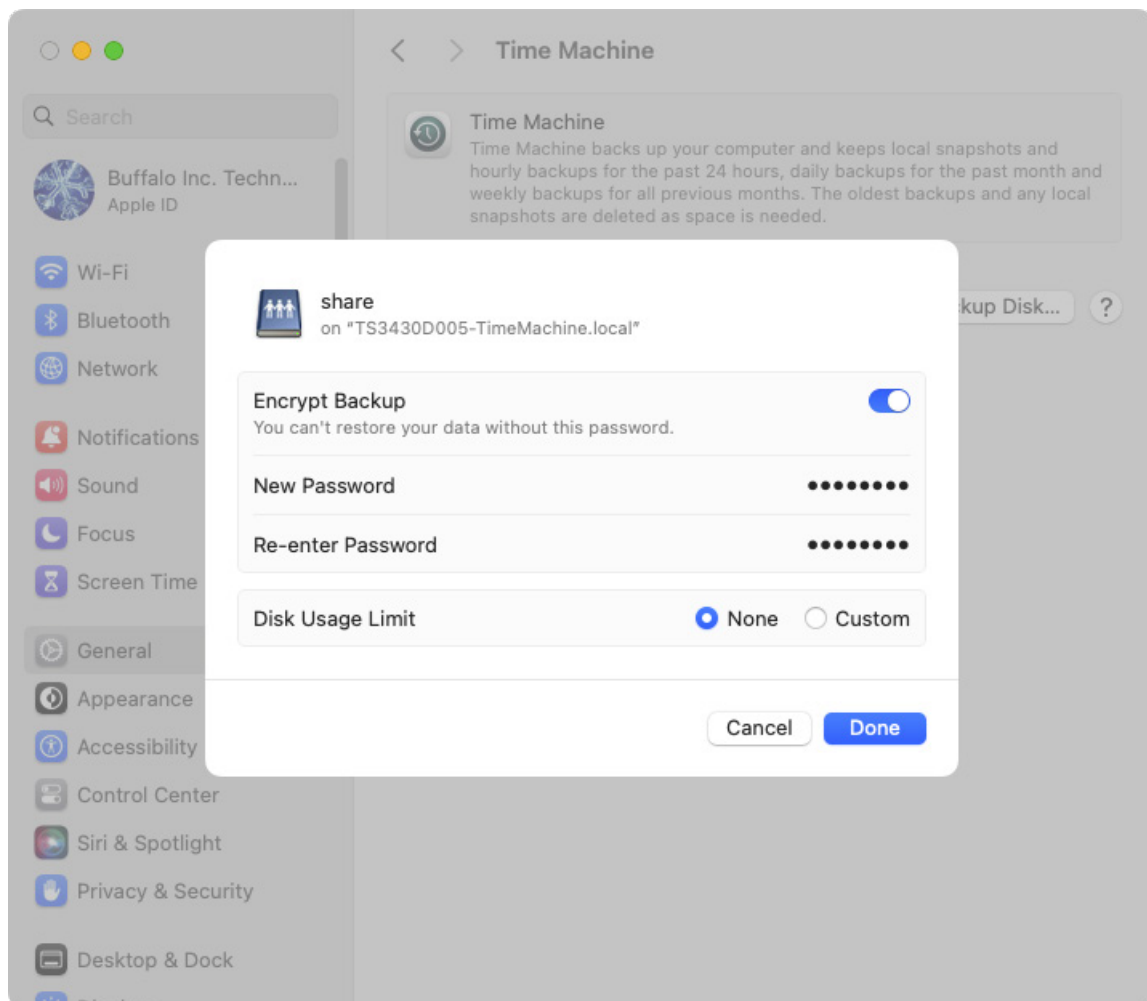 Time Machine
Search
Buffalo Inc. Techn...
Apple ID
Wi-Fi
Bluetooth
Network
Notifications
Sound
Focus
Screen Time
General
Appearance
Accessibility
Control Center
Siri & Spotlight
Privacy & Security
Desktop & Dock
Time Machine
Time Machine backs up your computer and keeps local snapshots and
hourly backups for the past 24 hours, daily backups for the past month and
weekly backups for all previous months. The oldest backups and any local
snapshots are deleted as space is needed.
kup Disk... ?
share
on “TS3430D005-TimeMachine.local”
Encrypt Backup
You can't restore your data without this password.
New Password ●●●●●●●●
Re-enter Password ●●●●●●●●
Disk Usage Limit None Custom
Cancel Done